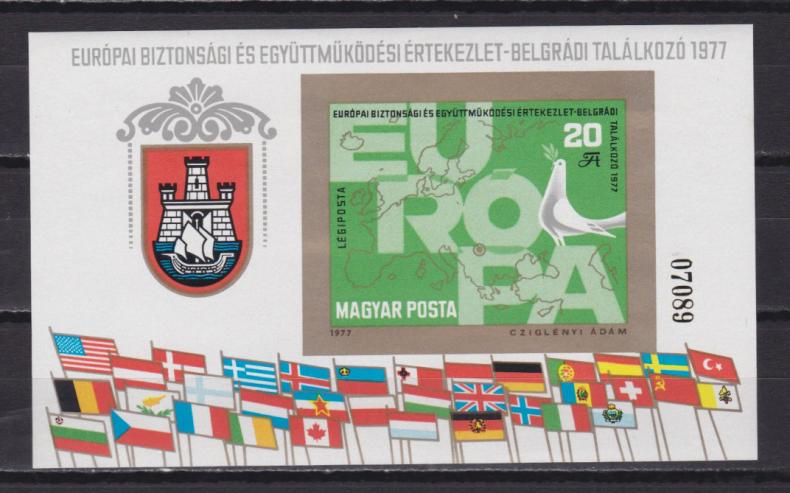 EURÓPAI BIZTONSÁGI ÉS EGYÜTTMŰKÖDÉSI ÉRTEKEZLET-BELGRÁDI TALÁLKOZÓ 1977
EURÓPAI BIZTONSÁGI ÉS EGYÜTTMŰKÖDÉSI ÉRTEKEZLET-BELGRÁDI
TALÁLKOZÓ 1977
20
Ft
EU
RÓ
PA
LÉGIPOSTA
MAGYAR POSTA
1977
CZIGLÉNYI ÁDÁM
07089